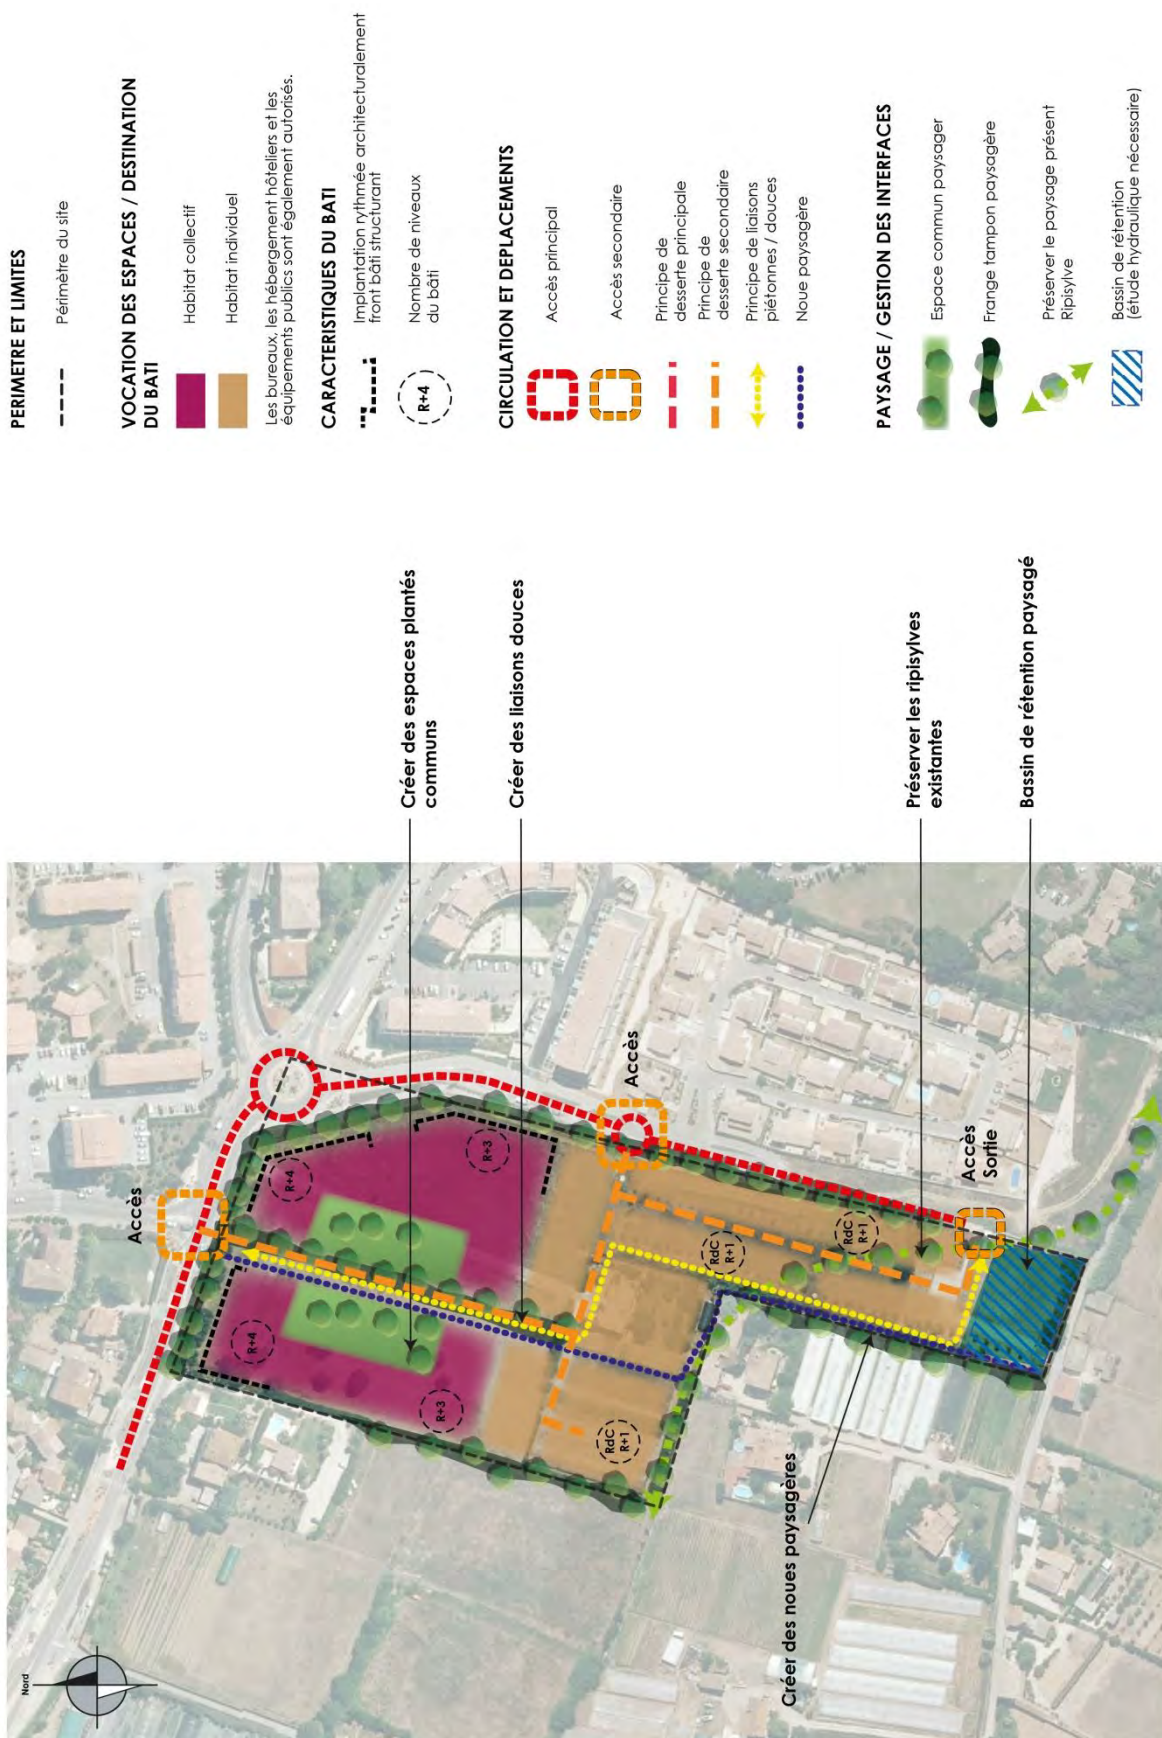 PERIMETRE ET LIMITES
Périmètre du site
VOCATION DES ESPACES / DESTINATION
DU BATI
Habitat collectif
Habitat individuel
Les bureaux, les hébergement hôteliers et les
équipements publics sont également autorisés.
CARACTERISTIQUES DU BATI
Implantation rythmée architecturalement
front bâti structurant
R+4
Nombre de niveaux
du bâti
CIRCULATION ET DEPLACEMENTS
Accès principal
Accès secondaire
Principe de
desserte principale
Principe de
desserte secondaire
Principe de liaisons
piétonnes / douces
Noue paysagère
PAYSAGE / GESTION DES INTERFACES
Espace commun paysager
Frange tampon paysagère
Préserver le paysage présent
Ripisylve
Bassin de rétention
(étude hydraulique nécessaire)
Créer des espaces plantés
communs
Créer des liaisons douces
Préserver les ripisylves
existantes
Bassin de rétention paysagé
Nord
Accès
R+4
R+4
R+3
R+3
Accès
RdC
R+1
RdC
R+1
RdC
R+1
Accès
Sortie
Créer des noues paysagères